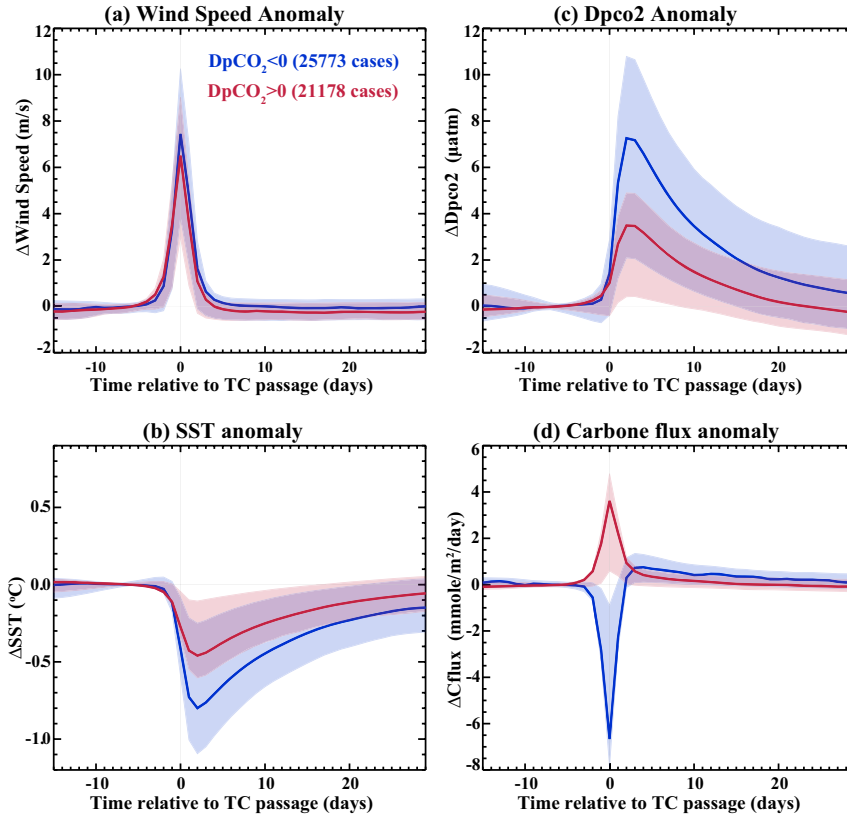 (a) Wind Speed Anomaly
DpCO2<0 (25773 cases)
DpCO2>0 (21178 cases)
ΔWind Speed (m/s)
12
10
8
6
4
2
0
-2
-10 0 10 20
Time relative to TC passage (days)
(c) Dpco2 Anomaly
ΔDpco2 (μatm)
12
10
8
6
4
2
0
-2
-10 0 10 20
Time relative to TC passage (days)
(b) SST anomaly
ΔSST (°C)
0.5
0.0
-0.5
-1.0
-10 0 10 20
Time relative to TC passage (days)
(d) Carbone flux anomaly
ΔCflux (mmole/m²/day)
6
4
2
0
-2
-4
-6
-8
-10 0 10 20
Time relative to TC passage (days)